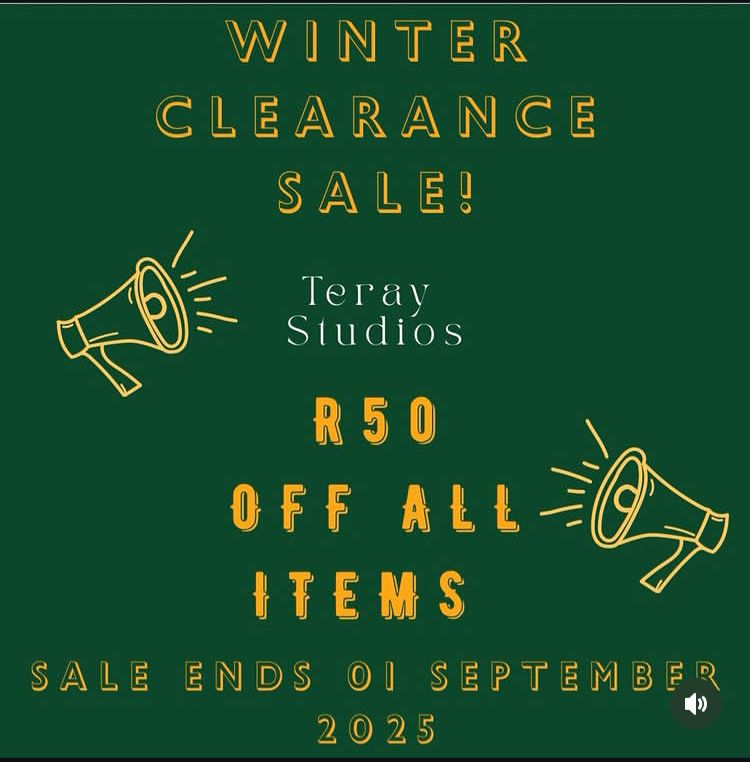 WINTER
CLEARANCE
SALE!
Teray
Studios
R50
OFF ALL
ITEMS
SALE ENDS 01 SEPTEMBER
2025